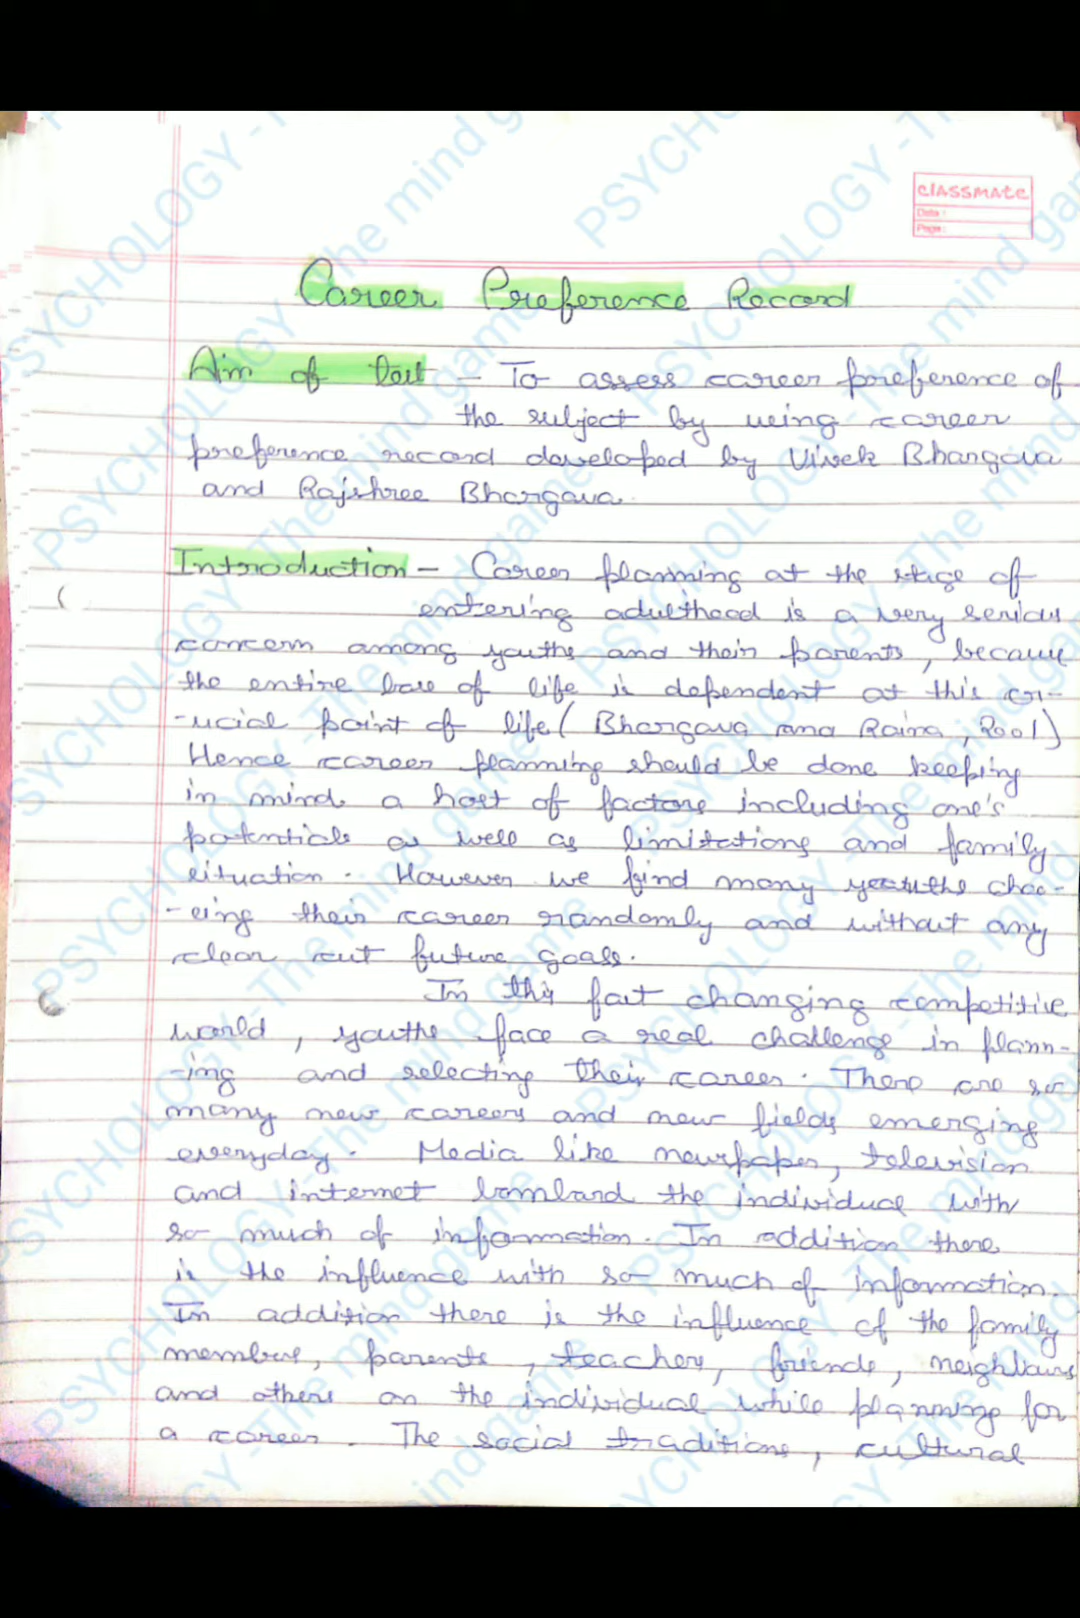 CLASSMATE
Date :
Page :
Career Preference Record
Aim of test - To assess career preference of
the subject by using career
preference record developed by Vivek Bhargava
and Rajshree Bhargava.
Introduction - Career planning at the stage of
entering adulthood is a very serious
concern among youths and their parents, because
the entire base of life is dependent at this cr-
-ucial point of life (Bhargava and Raina, 2001)
Hence career planning should be done keeping
in mind a host of factors including one's
potentials as well as limitations and family
situation. However we find many youths choo-
-sing their career randomly and without any
clear cut future goals.
In this fast changing competitive
world, youths face a real challenge in plann-
-ing and selecting their career. There are so
many new careers and new fields emerging
everyday. Media like newspaper, television
and internet bombard the individual with
so much of information. In addition there
is the influence with so much of information.
In addition there is the influence of the family
members, parents, teachers, friends, neighbours
and others on the individual while planning for
a career. The social traditions, cultural
PSYCHOLOGY - The mind game